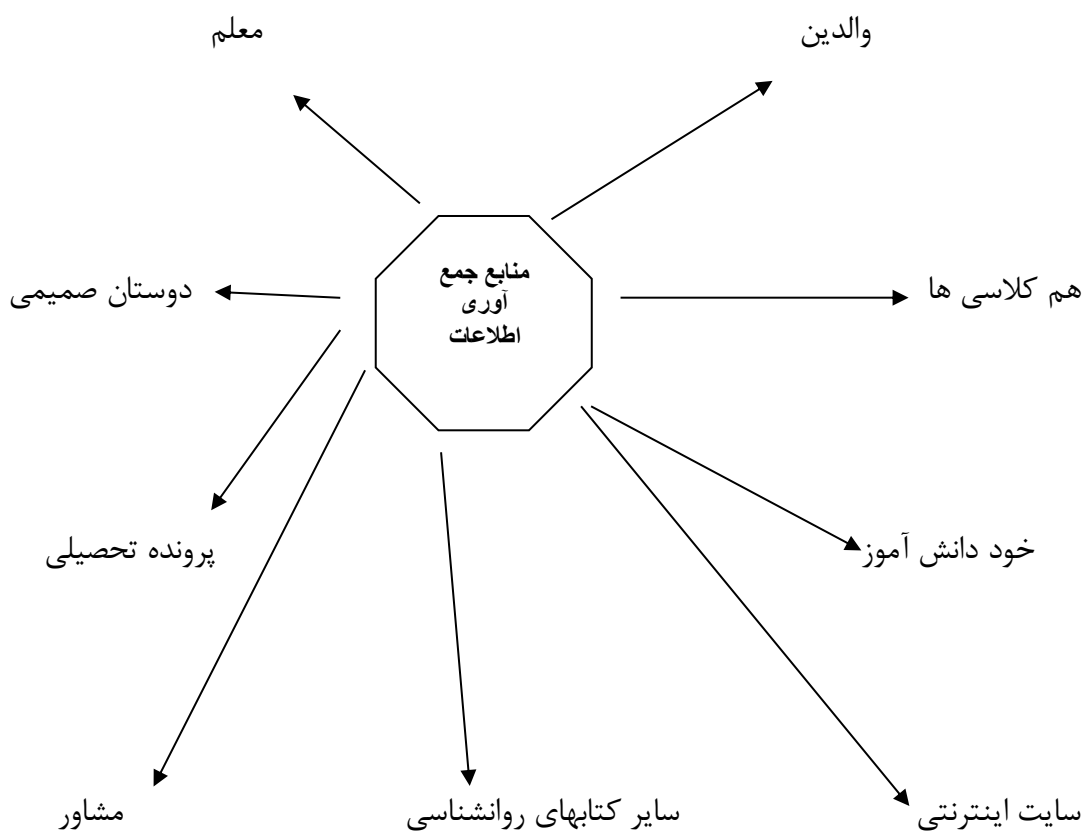 والدین
معلم
منابع جمع
آوری
اطلاعات
هم کلاسی ها
دوستان صمیمی
خود دانش آموز
پرونده تحصیلی
سایت اینترنتی
سایر کتابهای روانشناسی
مشاور